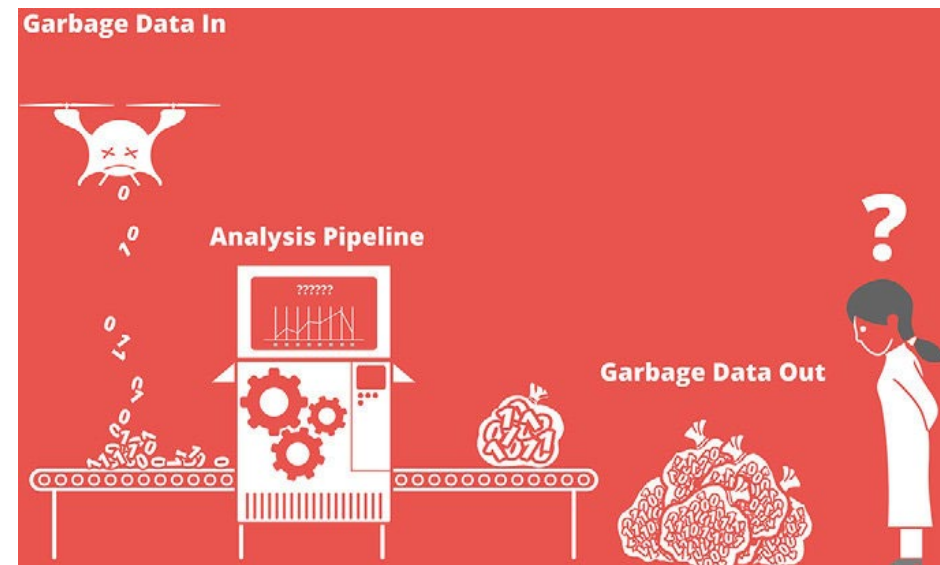 Garbage Data In
Analysis Pipeline
??????
Garbage Data Out
?